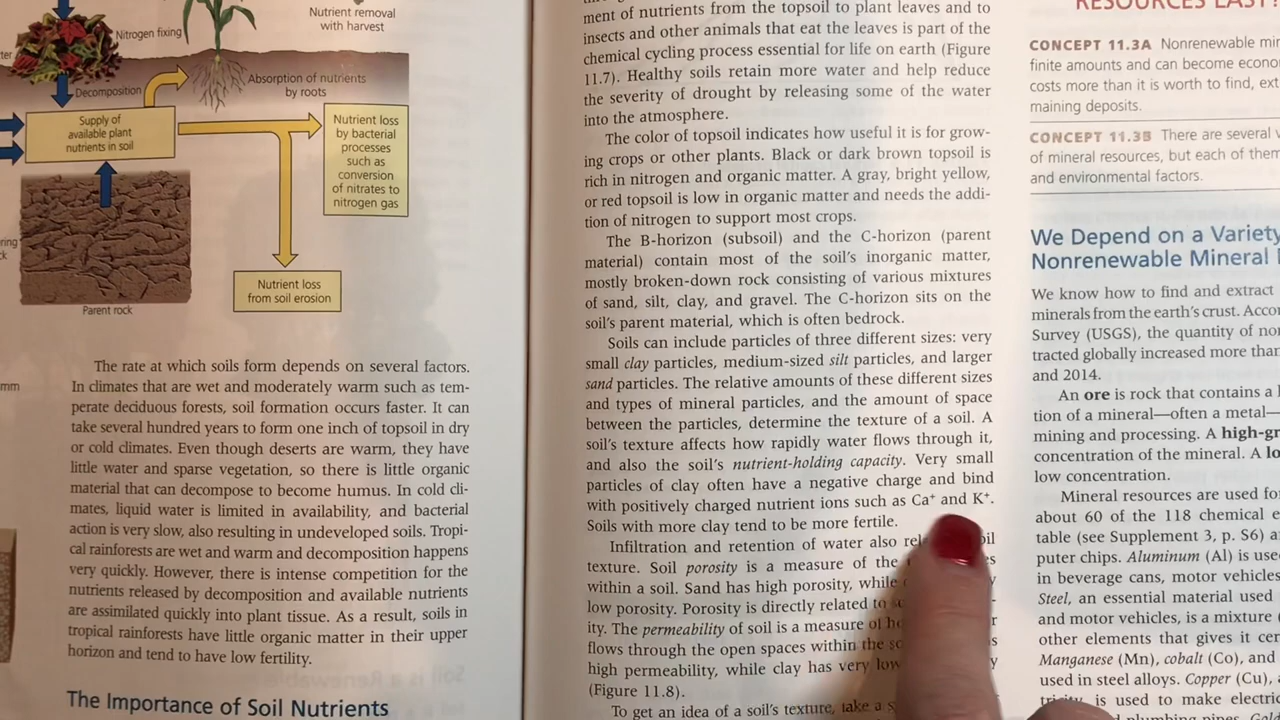 Nitrogen fixing
Nutrient removal
with harvest
Decomposition
Absorption of nutrients
by roots
Supply of
available plant
nutrients in soil
Nutrient loss
by bacterial
processes
such as
conversion
of nitrates to
nitrogen gas
Nutrient loss
from soil erosion
Parent rock
mm
The rate at which soils form depends on several factors.
In climates that are wet and moderately warm such as tem-
perate deciduous forests, soil formation occurs faster. It can
take several hundred years to form one inch of topsoil in dry
or cold climates. Even though deserts are warm, they have
little water and sparse vegetation, so there is little organic
material that can decompose to become humus. In cold cli-
mates, liquid water is limited in availability, and bacterial
action is very slow, also resulting in undeveloped soils. Tropi-
cal rainforests are wet and warm and decomposition happens
very quickly. However, there is intense competition for the
nutrients released by decomposition and available nutrients
are assimilated quickly into plant tissue. As a result, soils in
tropical rainforests have little organic matter in their upper
horizon and tend to have low fertility.
The Importance of Soil Nutrients
ment of nutrients from the topsoil to plant leaves and to
insects and other animals that eat the leaves is part of the
chemical cycling process essential for life on earth (Figure
11.7). Healthy soils retain more water and help reduce
the severity of drought by releasing some of the water
into the atmosphere.
The color of topsoil indicates how useful it is for grow-
ing crops or other plants. Black or dark brown topsoil is
rich in nitrogen and organic matter. A gray, bright yellow,
or red topsoil is low in organic matter and needs the addi-
tion of nitrogen to support most crops.
The B-horizon (subsoil) and the C-horizon (parent
material) contain most of the soil's inorganic matter,
mostly broken-down rock consisting of various mixtures
of sand, silt, clay, and gravel. The C-horizon sits on the
soil's parent material, which is often bedrock.
Soils can include particles of three different sizes: very
small clay particles, medium-sized silt particles, and larger
sand particles. The relative amounts of these different sizes
and types of mineral particles, and the amount of space
between the particles, determine the texture of a soil. A
soil's texture affects how rapidly water flows through it,
and also the soil's nutrient-holding capacity. Very small
particles of clay often have a negative charge and bind
with positively charged nutrient ions such as Ca⁺ and K⁺.
Soils with more clay tend to be more fertile.
Infiltration and retention of water also
texture. Soil porosity is a measure of the
within a soil. Sand has high porosity, while
low porosity. Porosity is directly related to
ity. The permeability of soil is a measure of
flows through the open spaces within the
high permeability, while clay has very low
(Figure 11.8).
To get an idea of a soil's texture, take a
RESOURCES LAST?
CONCEPT 11.3A Nonrenewable
finite amounts and can become
costs more than it is worth to find,
maining deposits.
CONCEPT 11.3B There are several
of mineral resources, but each of them
and environmental factors.
We Depend on a Variety
Nonrenewable Mineral
We know how to find and extract
minerals from the earth's crust.
Survey (USGS), the quantity of
tracted globally increased more than
and 2014.
An ore is rock that contains a
tion of a mineral—often a metal—
mining and processing. A
concentration of the mineral. A
low concentration.
Mineral resources are used for
about 60 of the 118 chemical
table (see Supplement 3, p. S6)
puter chips. Aluminum (Al) is
in beverage cans, motor vehicles
Steel, an essential material used
and motor vehicles, is a mixture
other elements that gives it
Manganese (Mn), cobalt (Co), and
used in steel alloys. Copper (Cu),
is used to make
plumbing pipes.